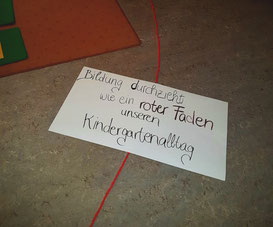 Bildung durchzieht
wie ein roter Faden
unseren
Kindergartenalltag